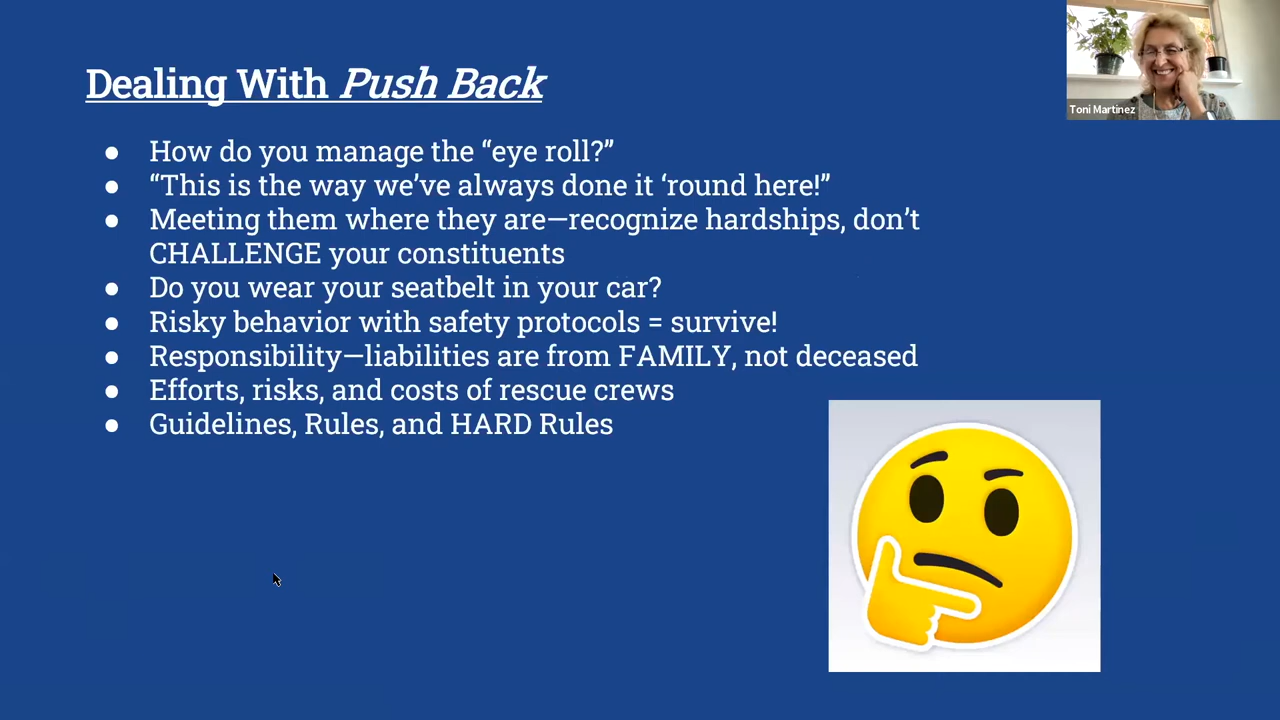 Dealing With Push Back
● How do you manage the “eye roll?”
● “This is the way we’ve always done it ‘round here!”
● Meeting them where they are—recognize hardships, don’t
CHALLENGE your constituents
● Do you wear your seatbelt in your car?
● Risky behavior with safety protocols = survive!
● Responsibility—liabilities are from FAMILY, not deceased
● Efforts, risks, and costs of rescue crews
● Guidelines, Rules, and HARD Rules
Toni Martinez